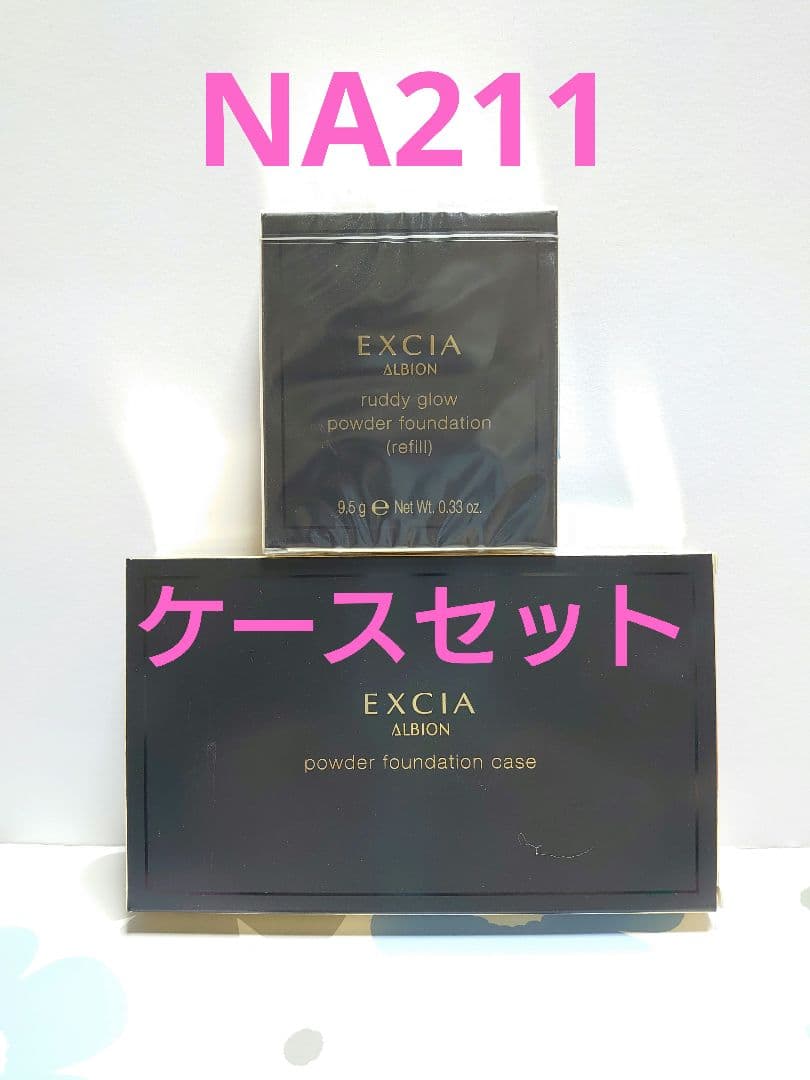 NA211
EXCIA
ALBION
ruddy glow
powder foundation
(refill)
9.5 g ℮ Net Wt. 0.33 oz.
ケースセット
EXCIA
ALBION
powder foundation case